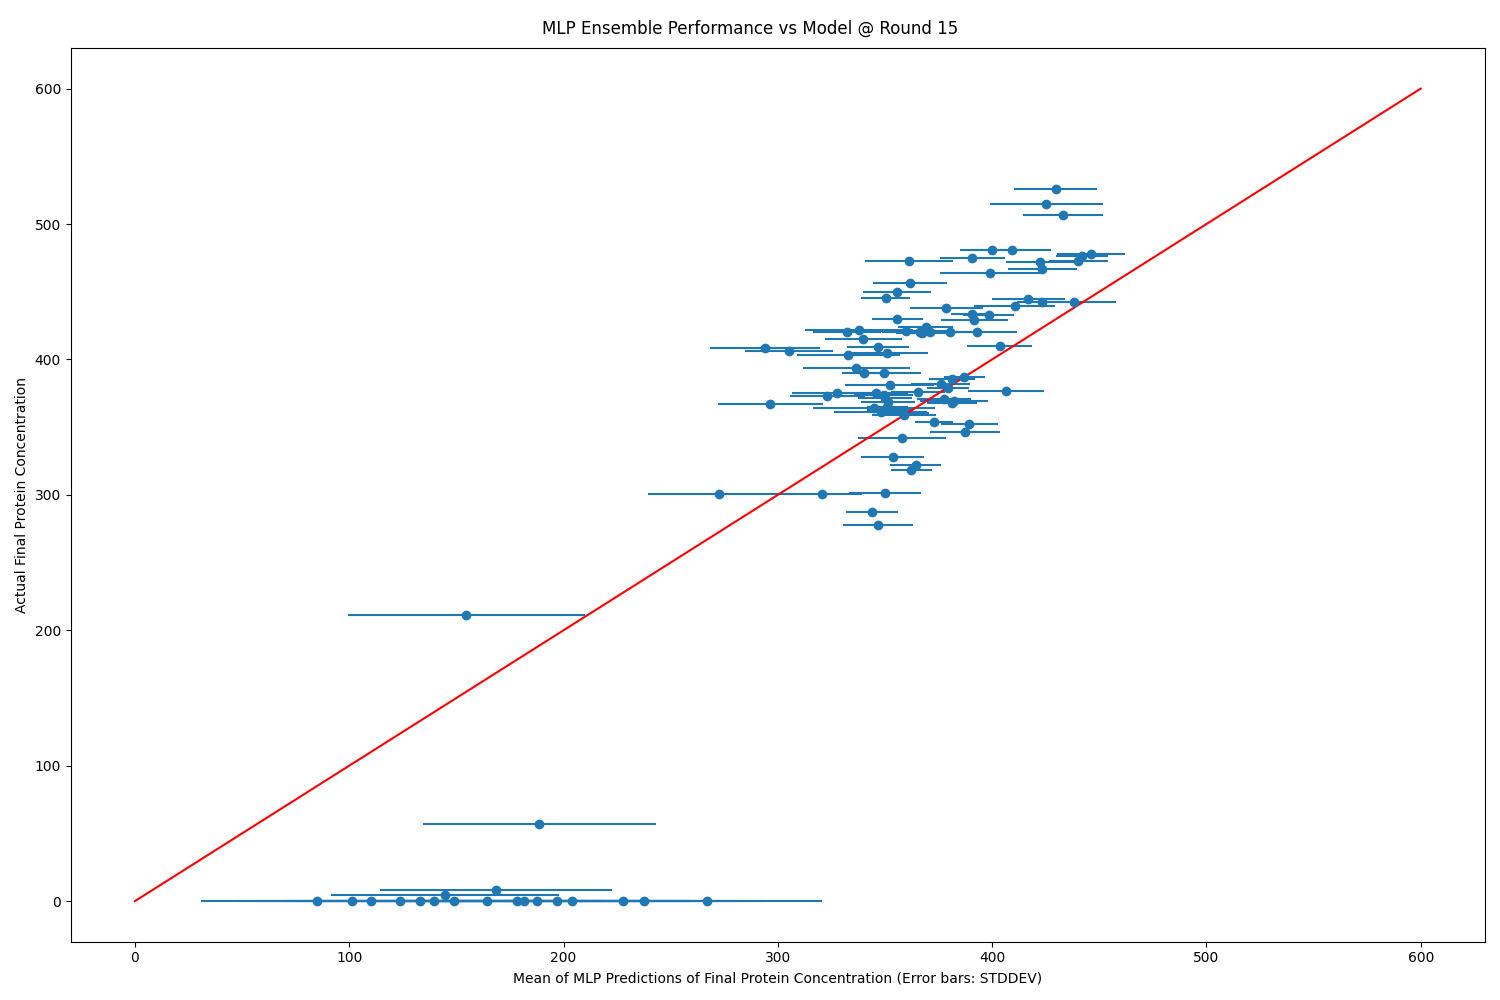 MLP Ensemble Performance vs Model @ Round 15
600
500
400
300
200
100
0
Actual Final Protein Concentration
0 100 200 300 400 500 600
Mean of MLP Predictions of Final Protein Concentration (Error bars: STDDEV)